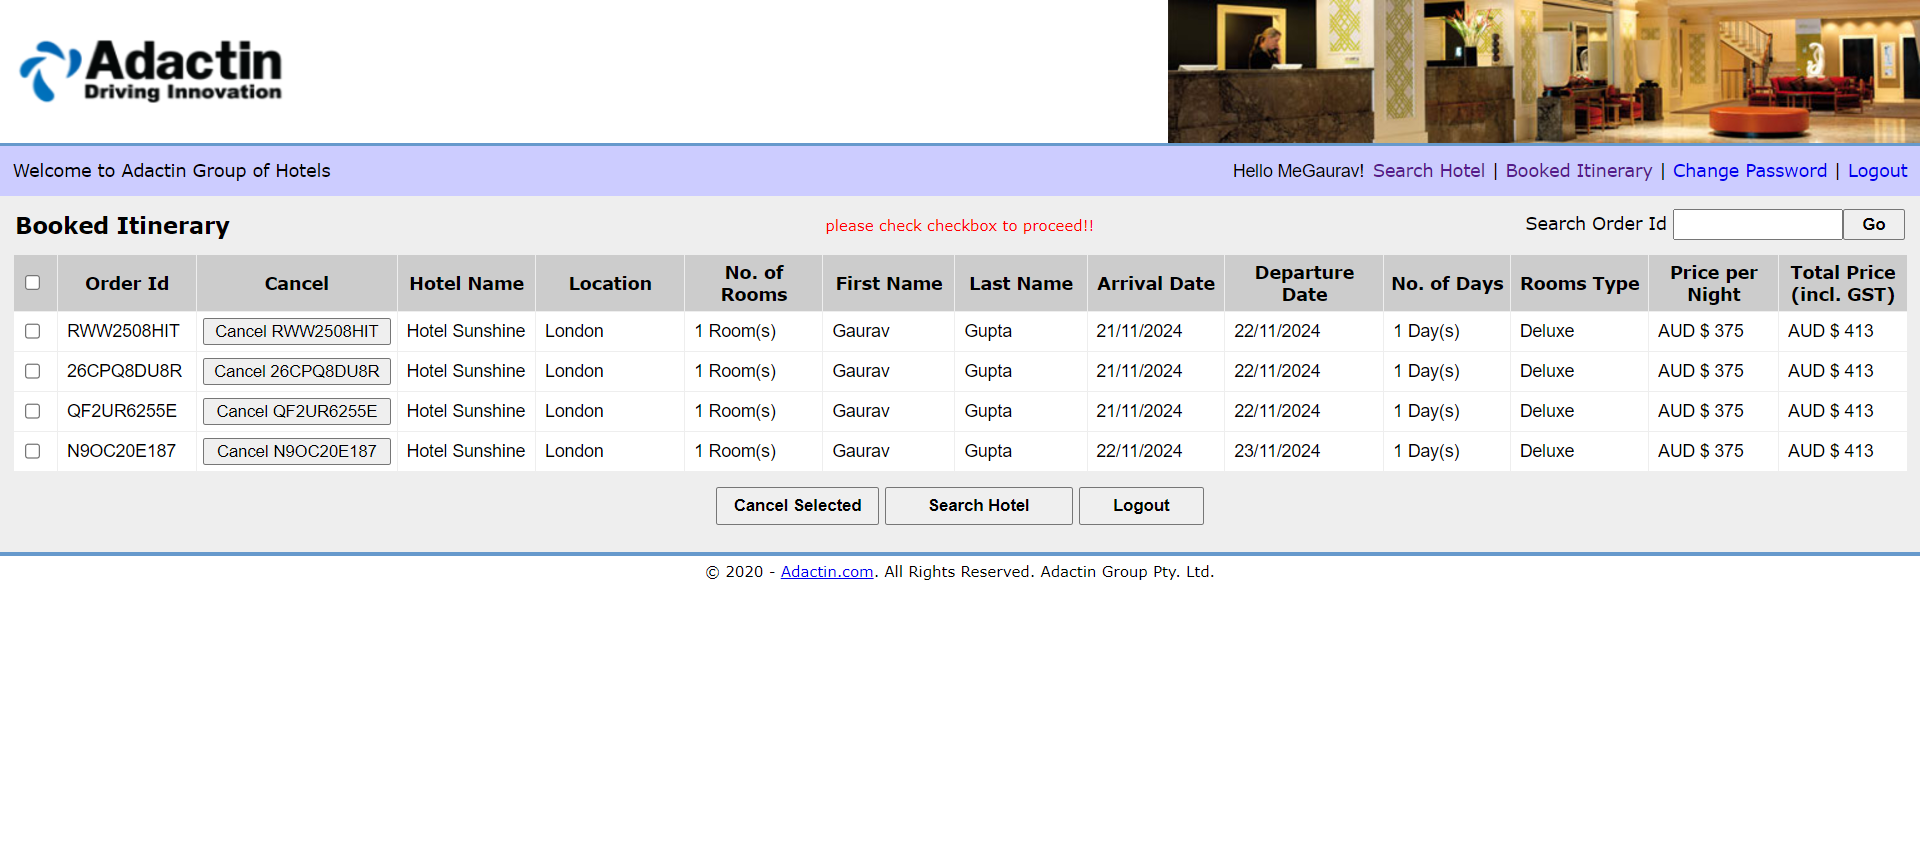 Adactin
Driving Innovation
Welcome to Adactin Group of Hotels
Hello MeGaurav! Search Hotel | Booked Itinerary | Change Password | Logout
Booked Itinerary
please check checkbox to proceed!!
Search Order Id Go
Order Id Cancel Hotel Name Location No. of Rooms First Name Last Name Arrival Date Departure Date No. of Days Rooms Type Price per Night Total Price (incl. GST)
RWW2508HIT Cancel RWW2508HIT Hotel Sunshine London 1 Room(s) Gaurav Gupta 21/11/2024 22/11/2024 1 Day(s) Deluxe AUD $ 375 AUD $ 413
26CPQ8DU8R Cancel 26CPQ8DU8R Hotel Sunshine London 1 Room(s) Gaurav Gupta 21/11/2024 22/11/2024 1 Day(s) Deluxe AUD $ 375 AUD $ 413
QF2UR6255E Cancel QF2UR6255E Hotel Sunshine London 1 Room(s) Gaurav Gupta 21/11/2024 22/11/2024 1 Day(s) Deluxe AUD $ 375 AUD $ 413
N9OC20E187 Cancel N9OC20E187 Hotel Sunshine London 1 Room(s) Gaurav Gupta 22/11/2024 23/11/2024 1 Day(s) Deluxe AUD $ 375 AUD $ 413
Cancel Selected Search Hotel Logout
© 2020 - Adactin.com. All Rights Reserved. Adactin Group Pty. Ltd.